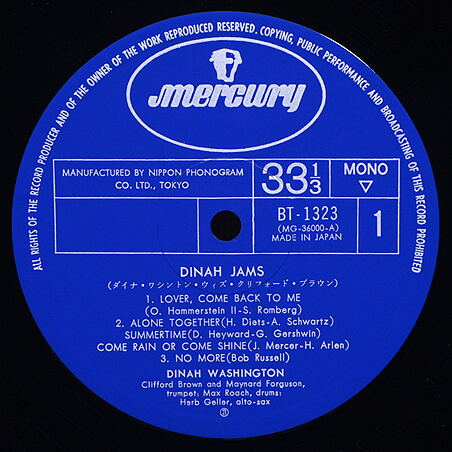 ALL RIGHTS OF THE RECORD PRODUCER AND OF THE OWNER OF THE WORK REPRODUCED RESERVED. COPYING, PUBLIC PERFORMANCE AND BROADCASTING OF THIS RECORD PROHIBITED
mercury
MANUFACTURED BY NIPPON PHONOGRAM
CO. LTD., TOKYO
33 1/3
MONO
▽
BT-1323
(MG-36000-A)
MADE IN JAPAN
1
DINAH JAMS
(ダイナ・ワシントン・ウィズ・クリフォード・ブラウン)
1. LOVER, COME BACK TO ME
(O. Hammerstein II-S. Romberg)
2. ALONE TOGETHER(H. Diets-A. Schwartz)
SUMMERTIME(D. Heyward-G. Gershwin)
COME RAIN OR COME SHINE(J. Mercer-H. Arlen)
3. NO MORE(Bob Russell)
DINAH WASHINGTON
Clifford Brown and Maynard Forguson,
trumpet: Max Roach, drums:
Herb Geller, alto-sax